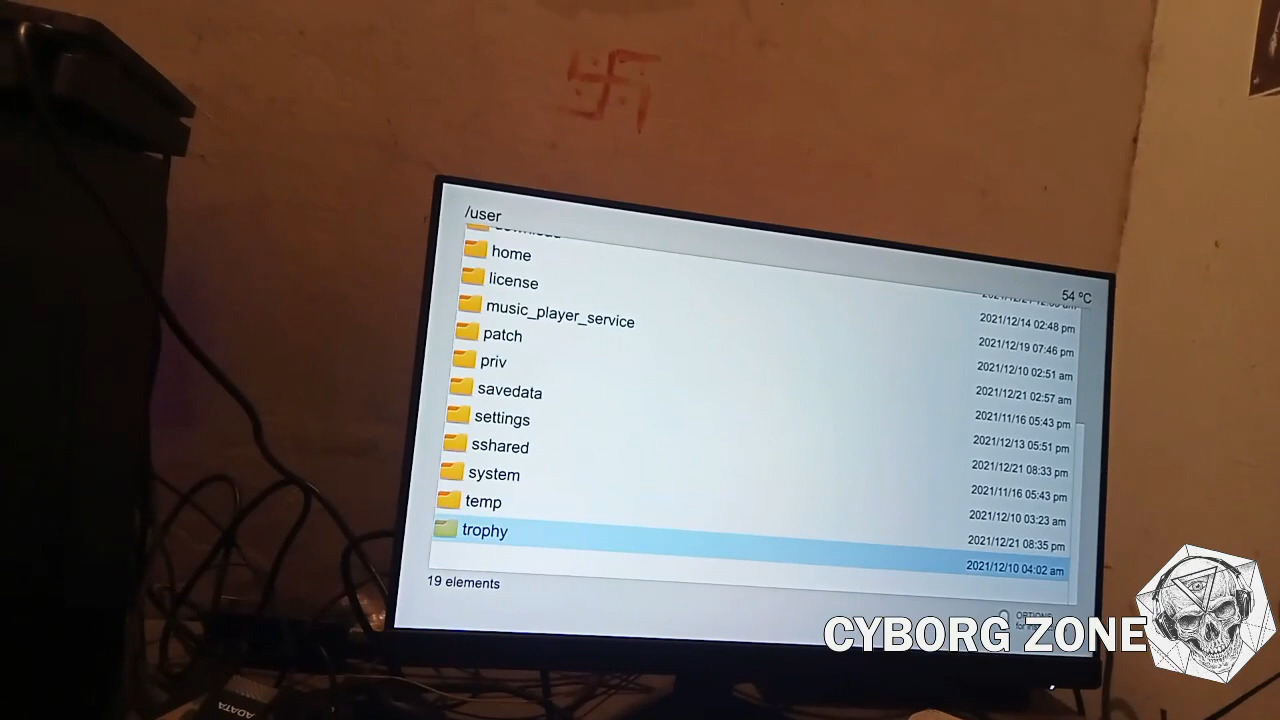 /user
54 ºC
home
2021/12/14 02:48 pm
license
2021/12/19 07:46 pm
music_player_service
2021/12/10 02:51 am
patch
2021/12/21 02:57 am
priv
2021/11/16 05:43 pm
savedata
2021/12/13 05:51 pm
settings
2021/12/21 08:33 pm
sshared
2021/11/16 05:43 pm
system
2021/12/10 03:23 am
temp
2021/12/21 08:35 pm
trophy
2021/12/10 04:02 am
19 elements
OPTIONS
CYBORG ZONE
ADATA